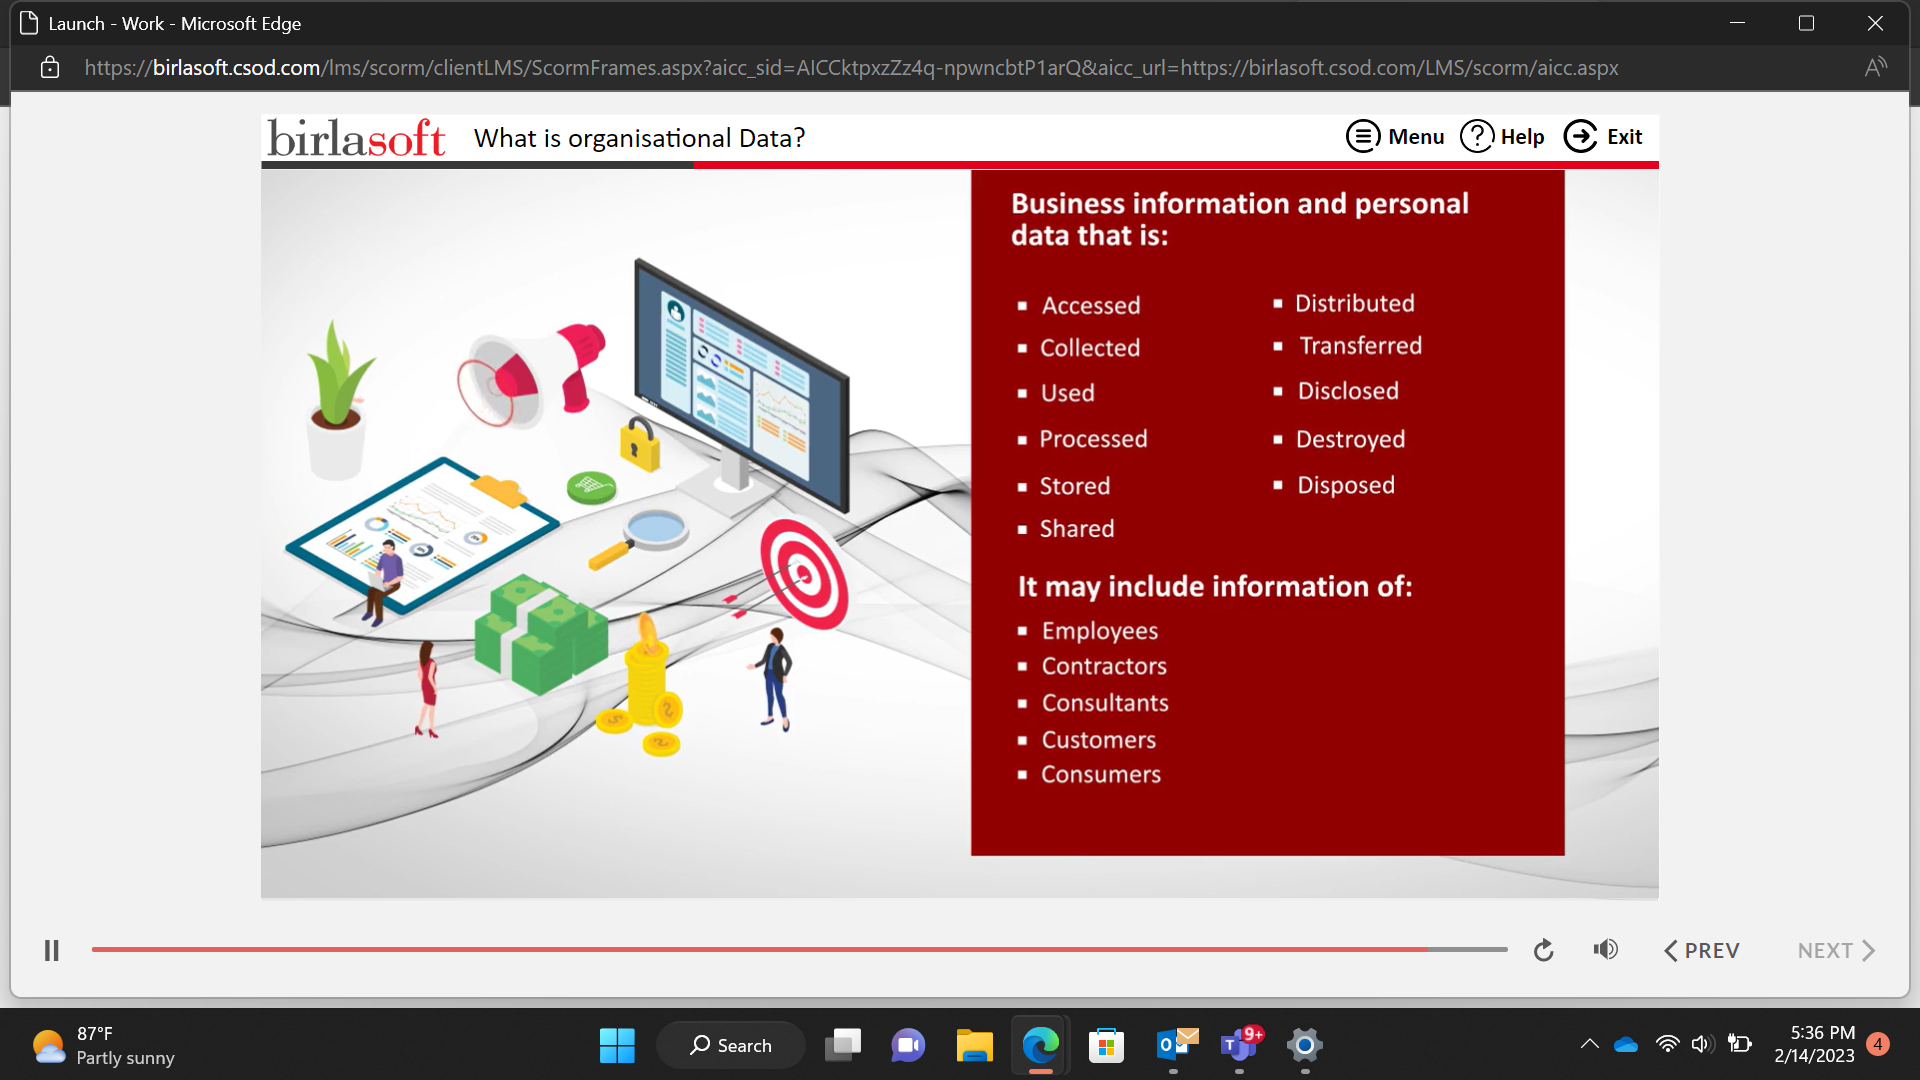 Launch - Work - Microsoft Edge
https://birlasoft.csod.com/lms/scorm/clientLMS/ScormFrames.aspx?aicc_sid=AICCktpxzZz4q-npwncbtP1arQ&aicc_url=https://birlasoft.csod.com/LMS/scorm/aicc.aspx
birlasoft What is organisational Data? Menu Help Exit
Business information and personal
data that is:
Accessed
Collected
Used
Processed
Stored
Shared
Distributed
Transferred
Disclosed
Destroyed
Disposed
It may include information of:
Employees
Contractors
Consultants
Customers
Consumers
PREV NEXT
87°F
Partly sunny
Search
9+
5:36 PM
2/14/2023
4